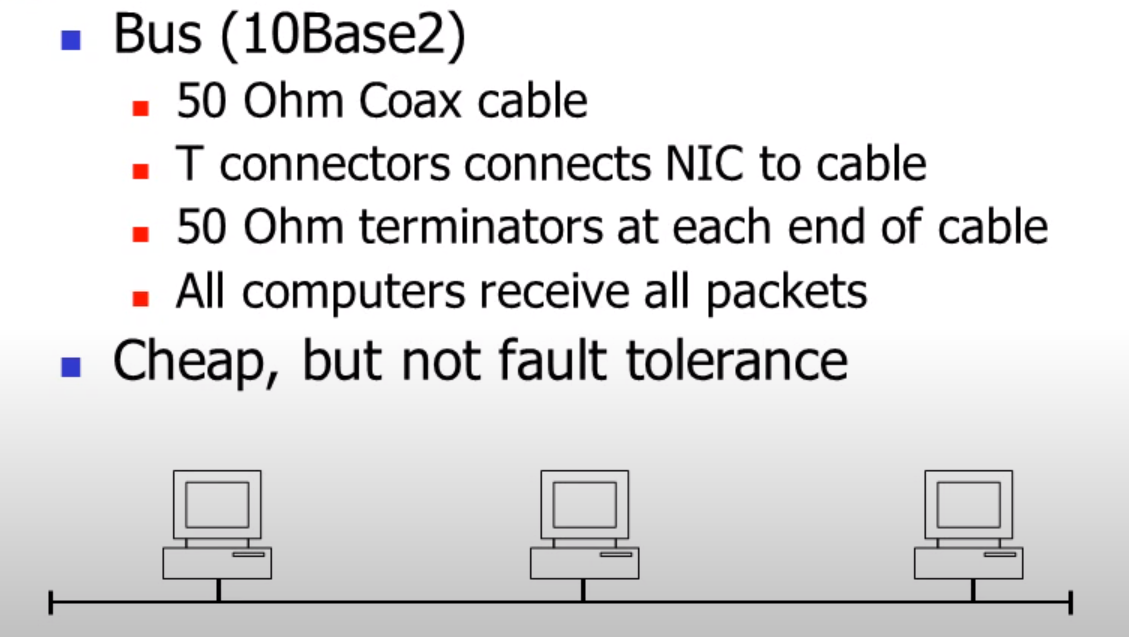 Bus (10Base2)
50 Ohm Coax cable
T connectors connects NIC to cable
50 Ohm terminators at each end of cable
All computers receive all packets
Cheap, but not fault tolerance